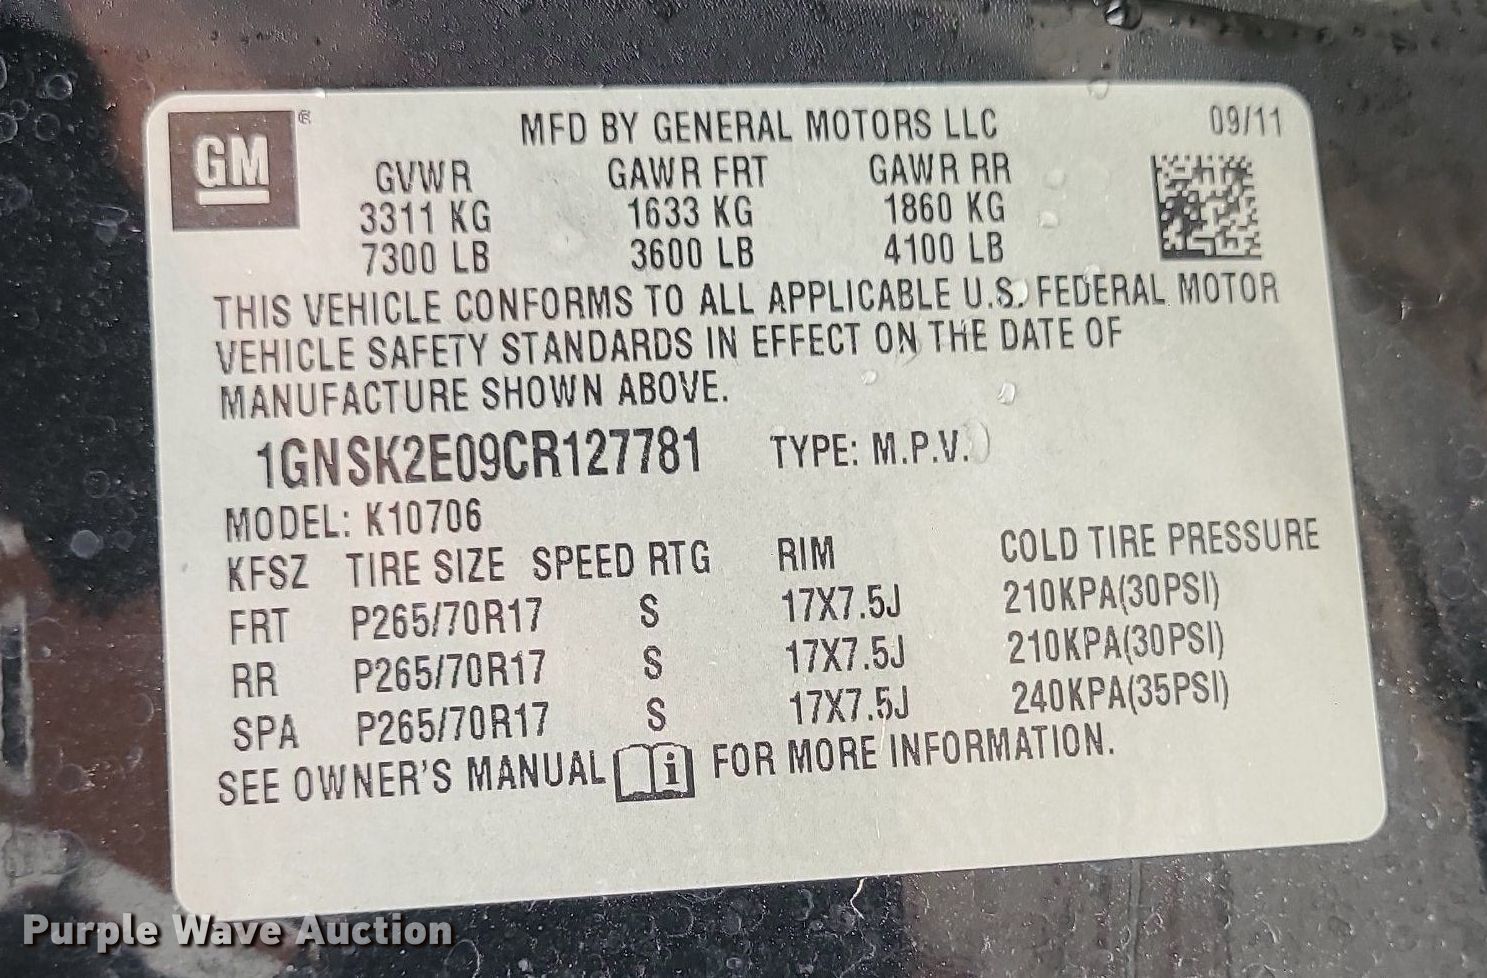 GM ®
MFD BY GENERAL MOTORS LLC 09/11
GVWR GAWR FRT GAWR RR
3311 KG 1633 KG 1860 KG
7300 LB 3600 LB 4100 LB
THIS VEHICLE CONFORMS TO ALL APPLICABLE U.S. FEDERAL MOTOR
VEHICLE SAFETY STANDARDS IN EFFECT ON THE DATE OF
MANUFACTURE SHOWN ABOVE.
1GNSK2E09CR127781 TYPE: M.P.V.
MODEL: K10706
KFSZ TIRE SIZE SPEED RTG RIM COLD TIRE PRESSURE
FRT P265/70R17 S 17X7.5J 210KPA(30PSI)
RR P265/70R17 S 17X7.5J 210KPA(30PSI)
SPA P265/70R17 S 17X7.5J 240KPA(35PSI)
SEE OWNER'S MANUAL i FOR MORE INFORMATION.
Purple Wave Auction